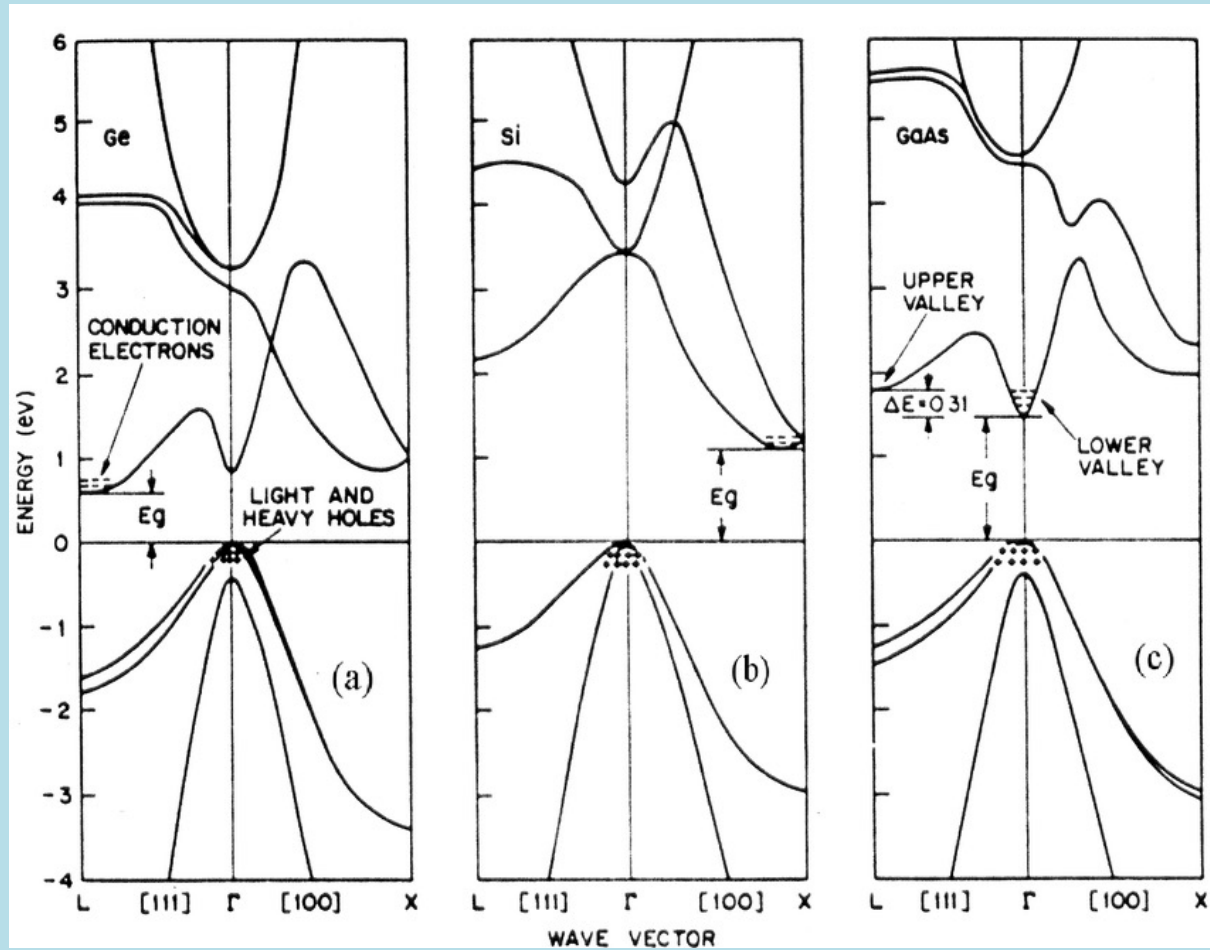 6
5
4
3
2
1
0
-1
-2
-3
-4
ENERGY (eV)
Ge
CONDUCTION
ELECTRONS
Eg
LIGHT AND
HEAVY HOLES
(a)
L [111] Γ [100] X
Si
Eg
(b)
L [111] Γ [100] X
GaAs
UPPER
VALLEY
ΔE=0.31
LOWER
VALLEY
Eg
(c)
L [111] Γ [100] X
WAVE VECTOR